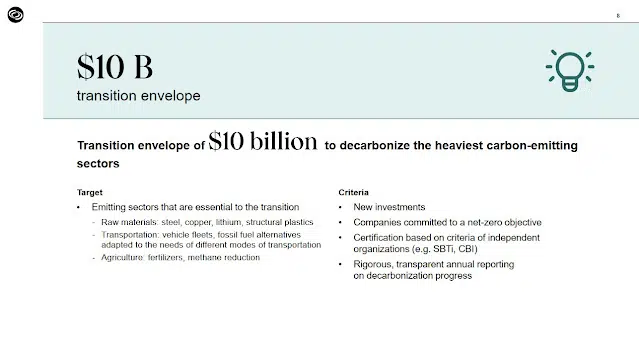 8
$10 B
transition envelope
Transition envelope of $10 billion to decarbonize the heaviest carbon-emitting
sectors
Target
• Emitting sectors that are essential to the transition
- Raw materials: steel, copper, lithium, structural plastics
- Transportation: vehicle fleets, fossil fuel alternatives
adapted to the needs of different modes of transportation
- Agriculture: fertilizers, methane reduction
Criteria
• New investments
• Companies committed to a net-zero objective
• Certification based on criteria of independent
organizations (e.g. SBTi, CBI)
• Rigorous, transparent annual reporting
on decarbonization progress